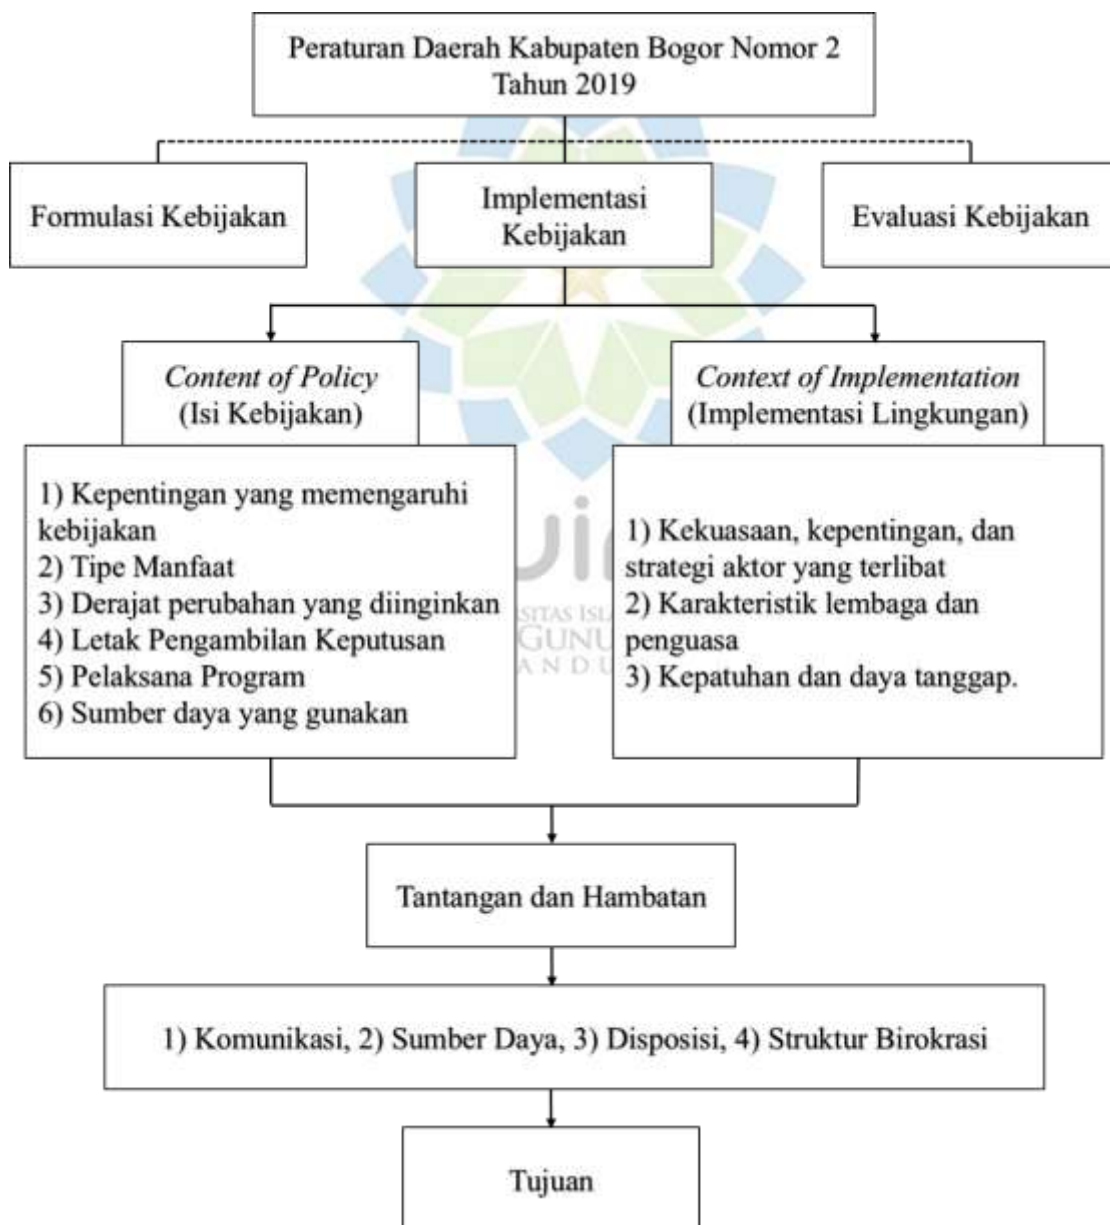 Peraturan Daerah Kabupaten Bogor Nomor 2
Tahun 2019
Formulasi Kebijakan
Implementasi
Kebijakan
Evaluasi Kebijakan
Content of Policy
(Isi Kebijakan)
Context of Implementation
(Implementasi Lingkungan)
1) Kepentingan yang memengaruhi
kebijakan
2) Tipe Manfaat
3) Derajat perubahan yang diinginkan
4) Letak Pengambilan Keputusan
5) Pelaksana Program
6) Sumber daya yang gunakan
1) Kekuasaan, kepentingan, dan
strategi aktor yang terlibat
2) Karakteristik lembaga dan
penguasa
3) Kepatuhan dan daya tanggap.
Tantangan dan Hambatan
1) Komunikasi, 2) Sumber Daya, 3) Disposisi, 4) Struktur Birokrasi
Tujuan